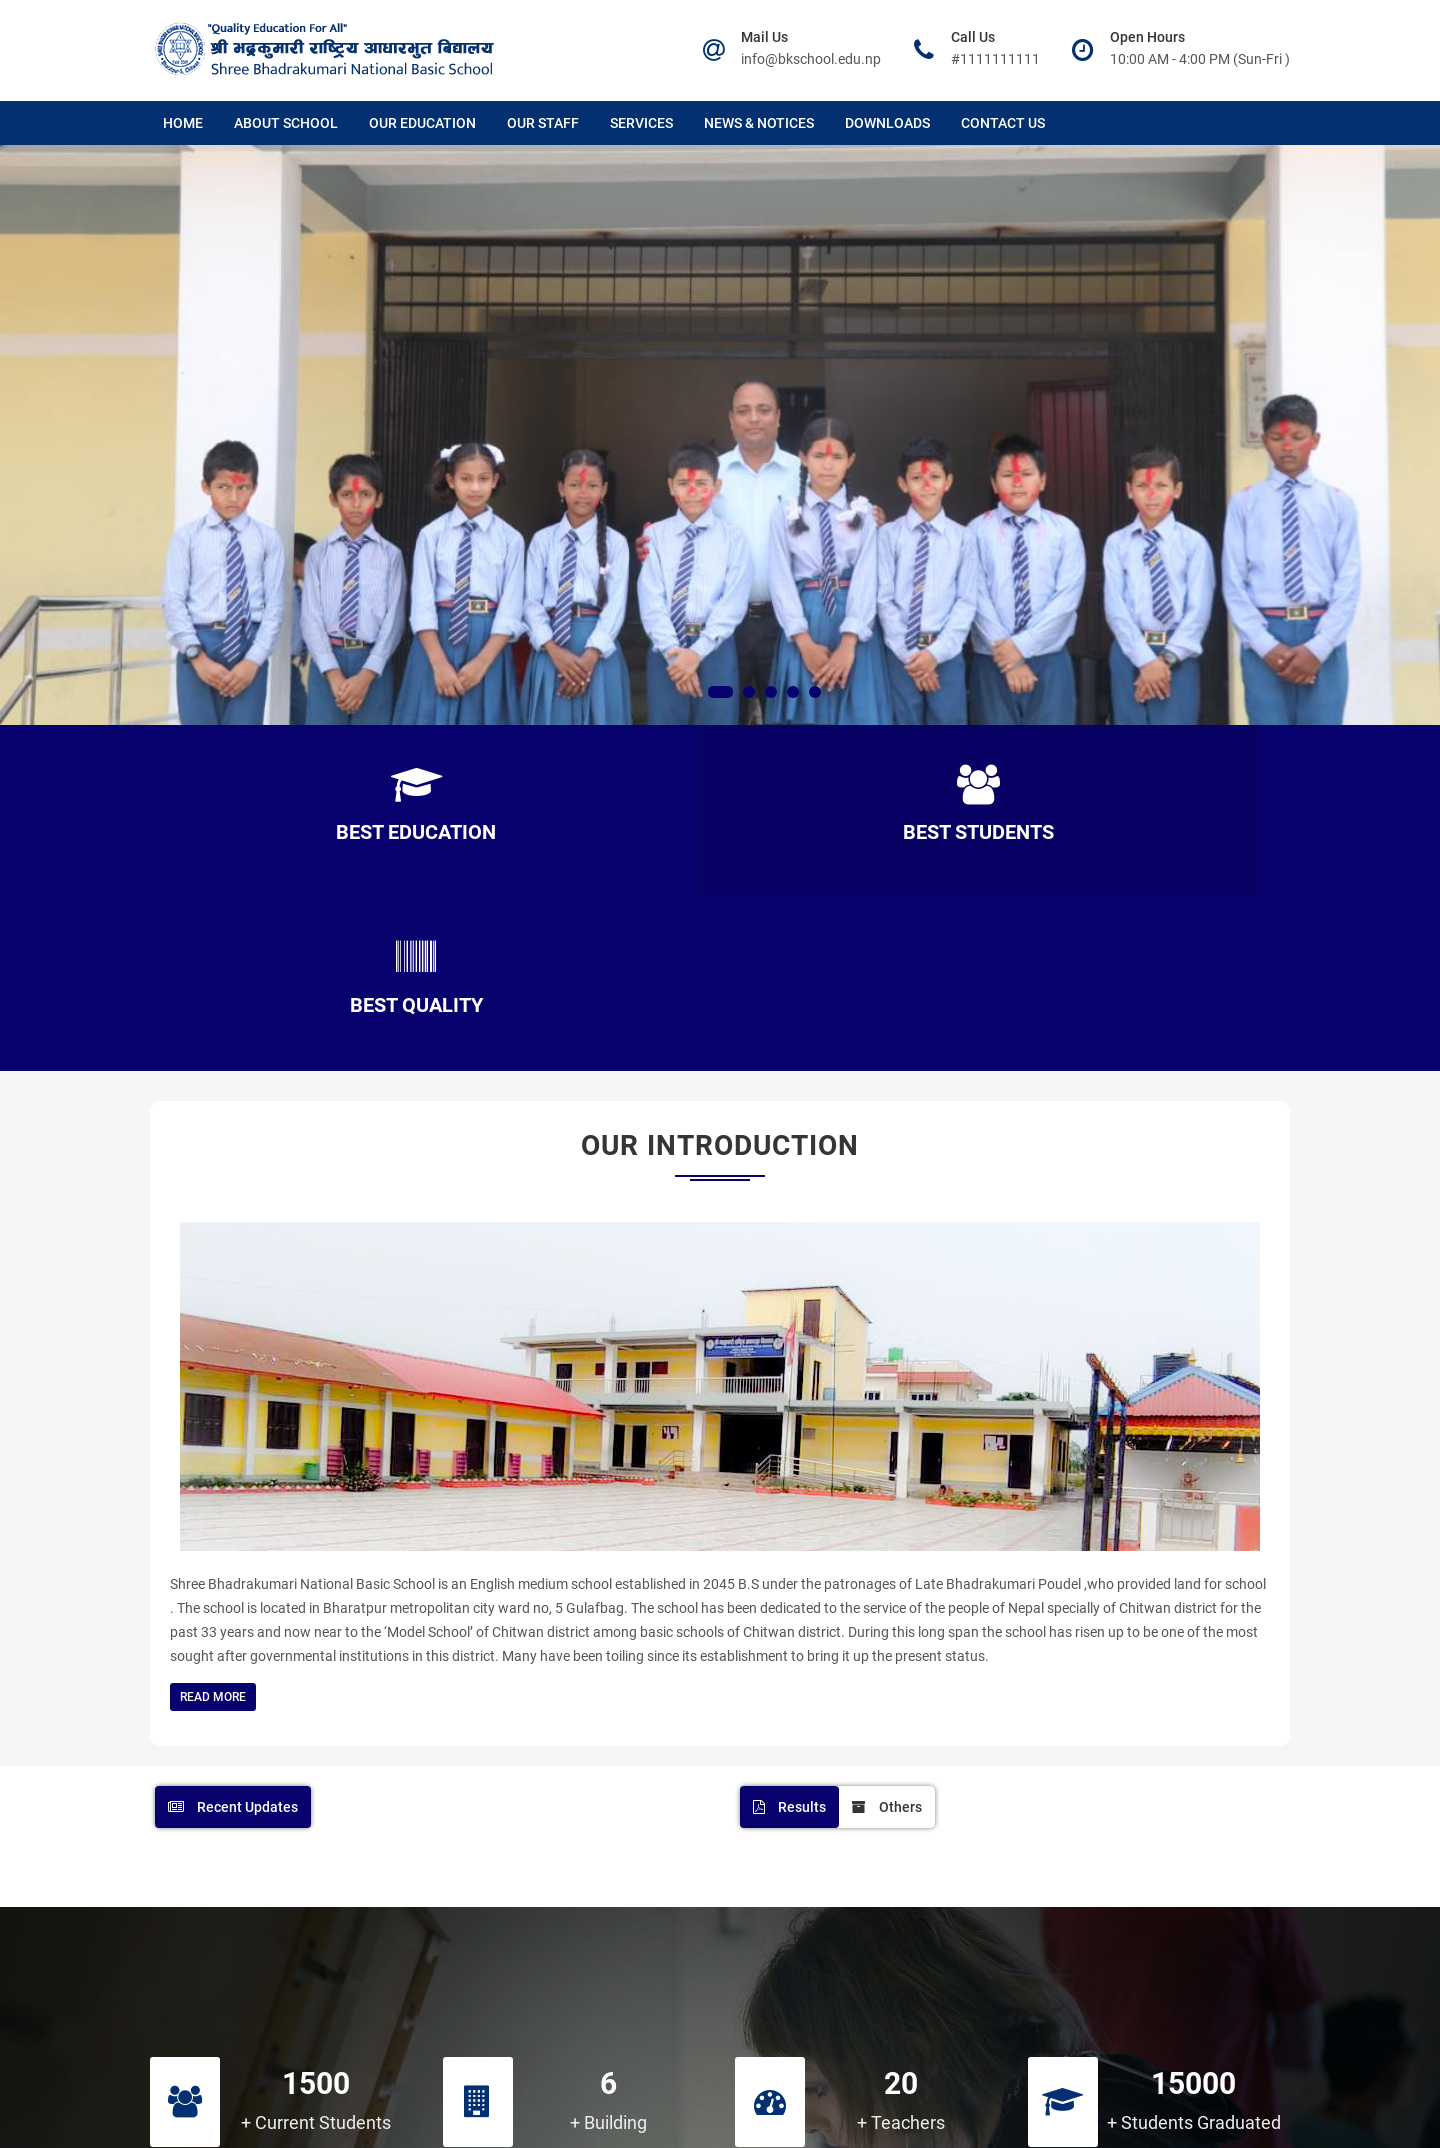 "Quality Education For All"
श्री भद्रकुमारी राष्ट्रिय आधारभुत बिद्यालय
Shree Bhadrakumari National Basic School
Mail Us
info@bkschool.edu.np
Call Us
#1111111111
Open Hours
10:00 AM - 4:00 PM (Sun-Fri )
HOME ABOUT SCHOOL OUR EDUCATION OUR STAFF SERVICES NEWS & NOTICES DOWNLOADS CONTACT US
BEST EDUCATION
BEST STUDENTS
BEST QUALITY
OUR INTRODUCTION
Shree Bhadrakumari National Basic School is an English medium school established in 2045 B.S under the patronages of Late Bhadrakumari Poudel ,who provided land for school
. The school is located in Bharatpur metropolitan city ward no, 5 Gulafbag. The school has been dedicated to the service of the people of Nepal specially of Chitwan district for the
past 33 years and now near to the ‘Model School’ of Chitwan district among basic schools of Chitwan district. During this long span the school has risen up to be one of the most
sought after governmental institutions in this district. Many have been toiling since its establishment to bring it up the present status.
READ MORE
Recent Updates
Results Others
1500
+ Current Students
6
+ Building
20
+ Teachers
15000
+ Students Graduated